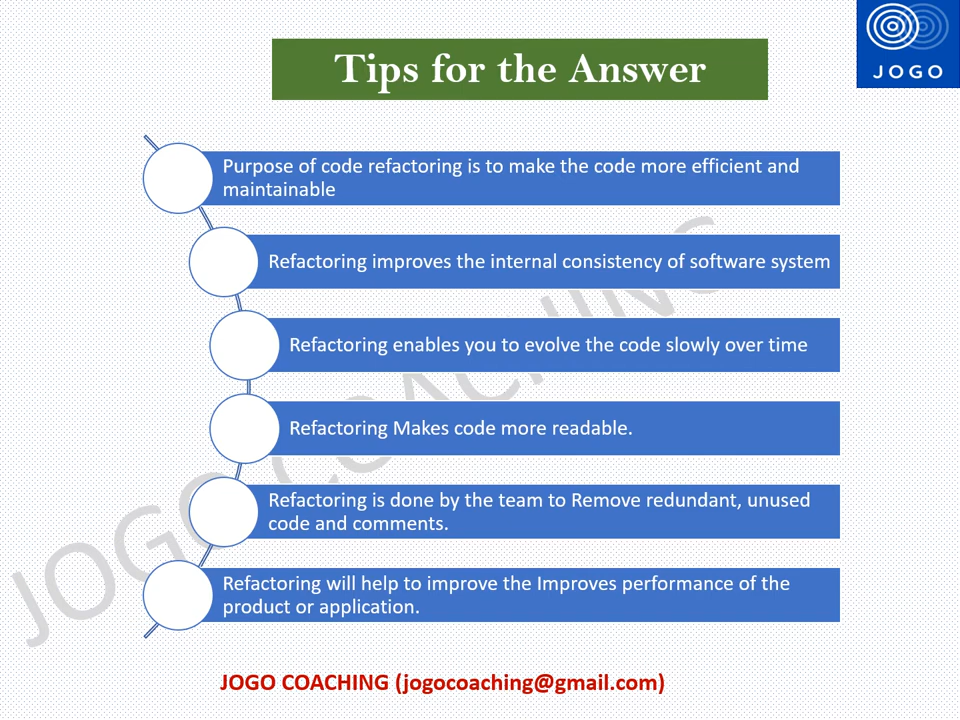 Tips for the Answer
JOGO
Purpose of code refactoring is to make the code more efficient and
maintainable
Refactoring improves the internal consistency of software system
Refactoring enables you to evolve the code slowly over time
Refactoring Makes code more readable.
Refactoring is done by the team to Remove redundant, unused
code and comments.
Refactoring will help to improve the Improves performance of the
product or application.
JOGO COACHING
JOGO COACHING (jogocoaching@gmail.com)